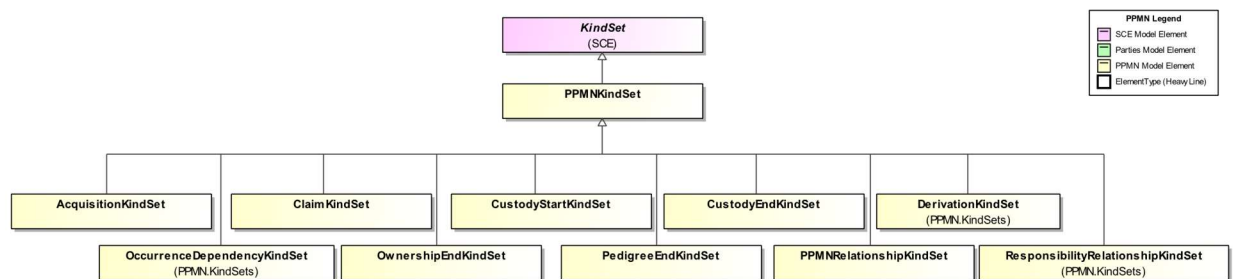 KindSet
(SCE)
PPMN Legend
SCE Model Element
Parties Model Element
PPMN Model Element
ElementType (Heavy Line)
PPMNKindSet
AcquisitionKindSet
ClaimKindSet
CustodyStartKindSet
CustodyEndKindSet
DerivationKindSet
(PPMN.KindSets)
OccurrenceDependencyKindSet
(PPMN.KindSets)
OwnershipEndKindSet
PedigreeEndKindSet
PPMNRelationshipKindSet
ResponsibilityRelationshipKindSet
(PPMN.KindSets)